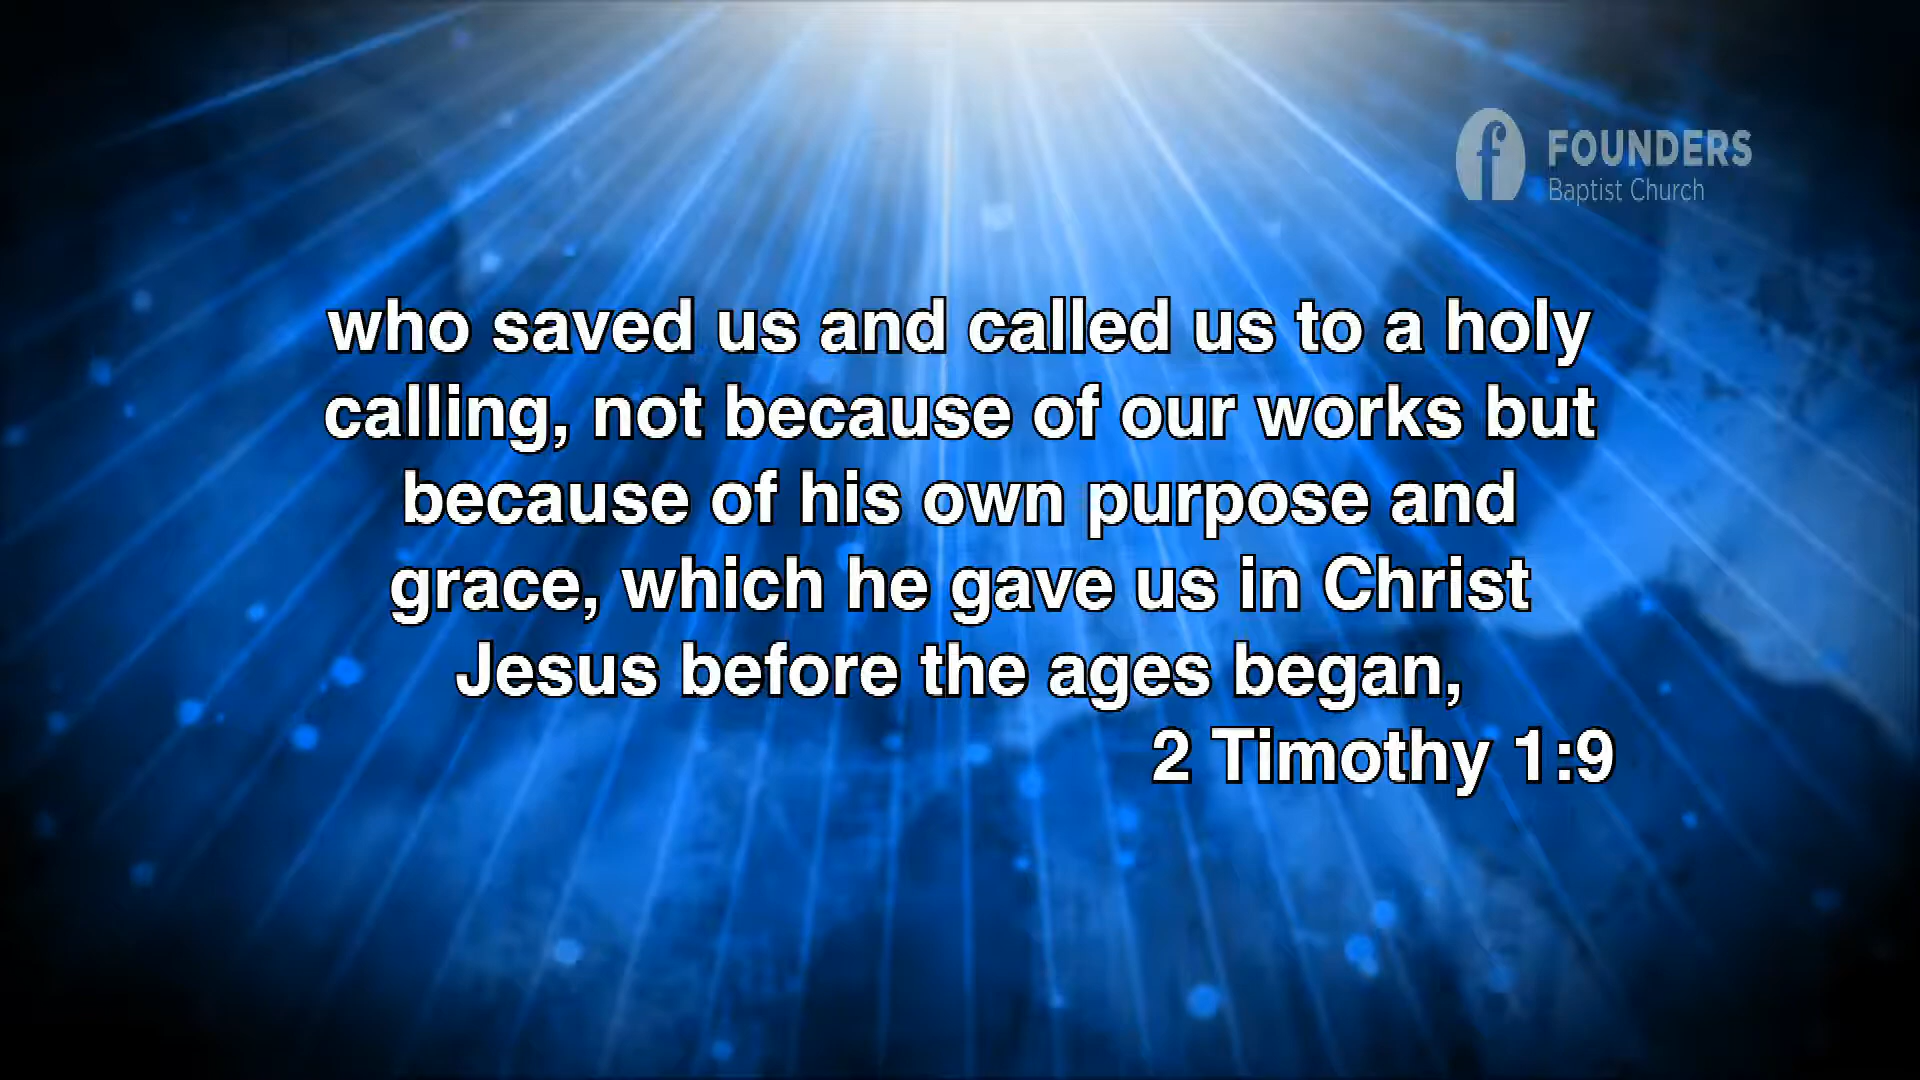 FOUNDERS
Baptist Church
who saved us and called us to a holy
calling, not because of our works but
because of his own purpose and
grace, which he gave us in Christ
Jesus before the ages began,
2 Timothy 1:9